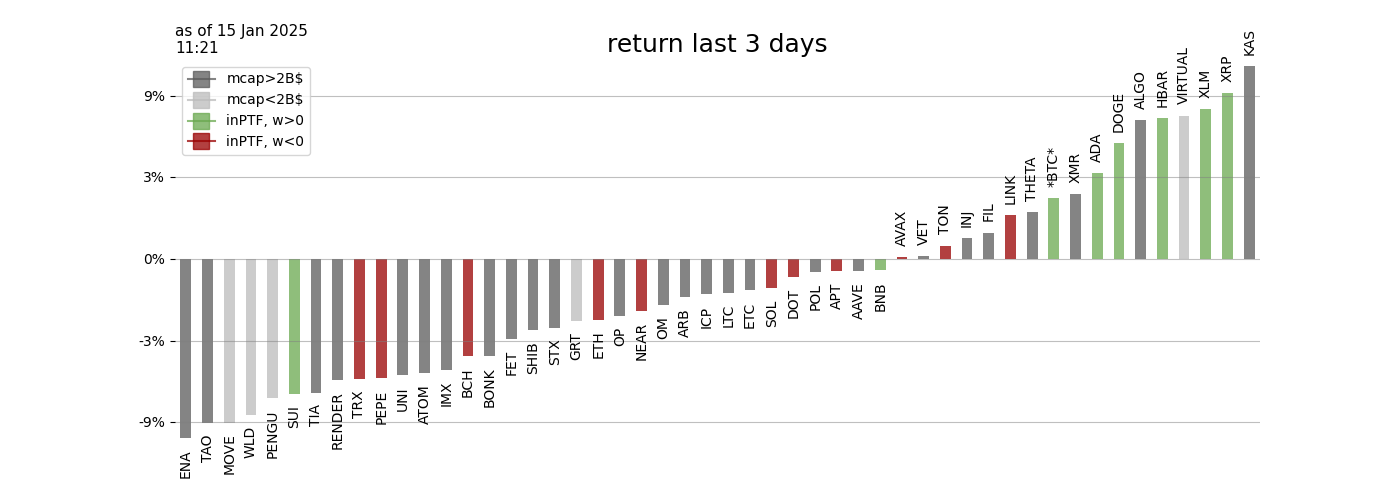 as of 15 Jan 2025
11:21
return last 3 days
mcap>2B$
mcap<2B$
inPTF, w>0
inPTF, w<0
9%
3%
0%
-3%
-9%
ENA
TAO
MOVE
WLD
PENGU
SUI
TIA
RENDER
TRX
PEPE
UNI
ATOM
IMX
BCH
BONK
FET
SHIB
STX
GRT
ETH
OP
NEAR
OM
ARB
ICP
LTC
ETC
SOL
DOT
POL
APT
AAVE
BNB
AVAX
VET
TON
INJ
FIL
LINK
THETA
*BTC*
XMR
ADA
DOGE
ALGO
HBAR
VIRTUAL
XLM
XRP
KAS